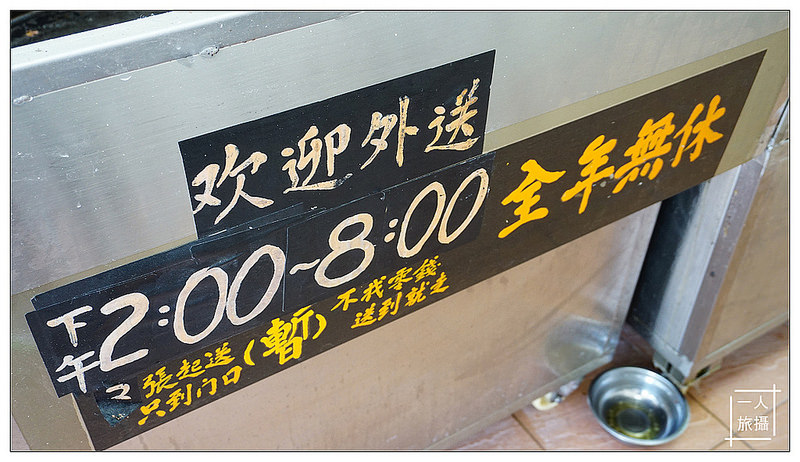 欢迎外送
下午2:00~8:00 全年無休
張起送
只到门口
(暫)
不找零錢
送到就走
一人
旅攝